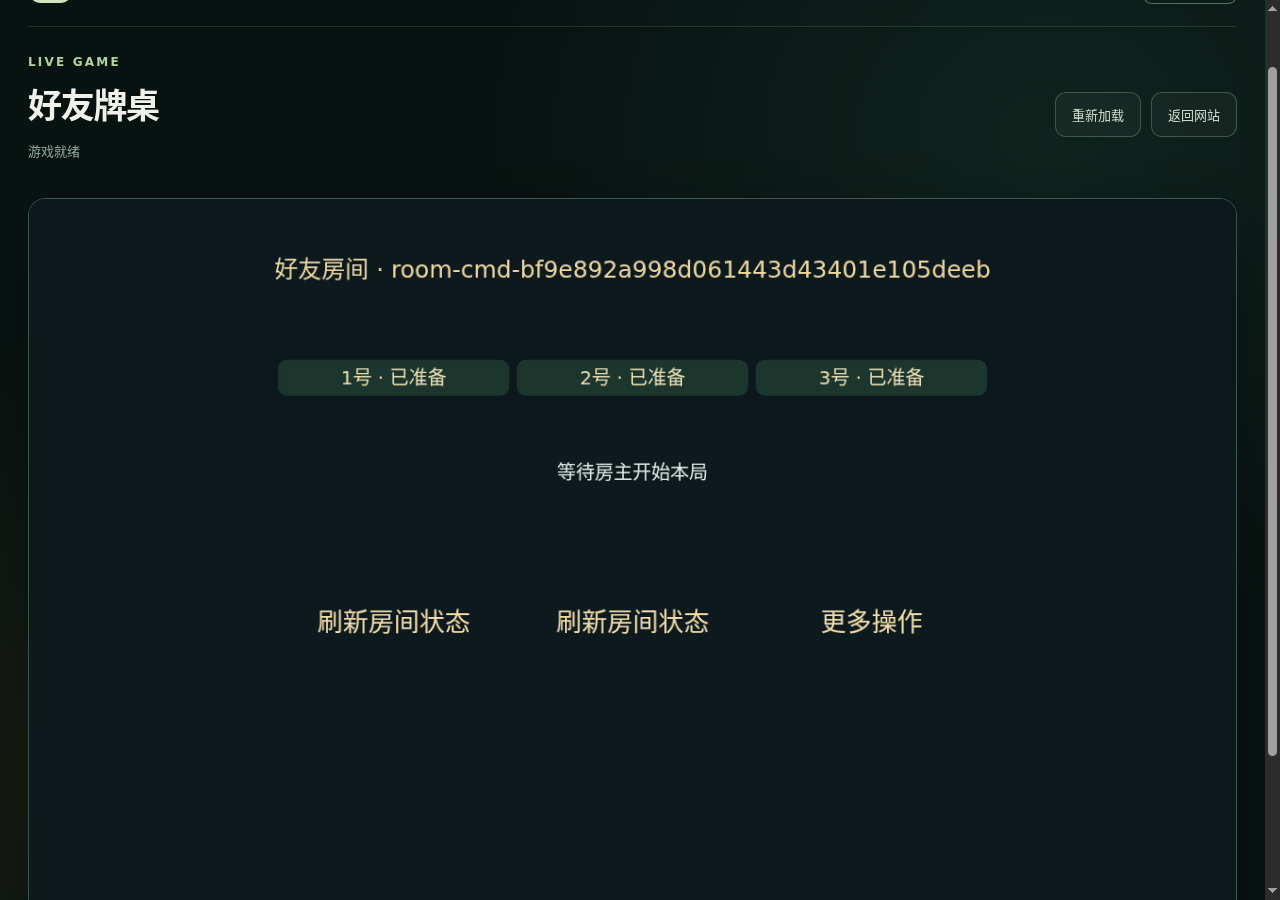 LIVE GAME
好友牌桌
游戏就绪
重新加载
返回网站
好友房间 · room-cmd-bf9e892a998d061443d43401e105deeb
1号 · 已准备
2号 · 已准备
3号 · 已准备
等待房主开始本局
刷新房间状态
刷新房间状态
更多操作